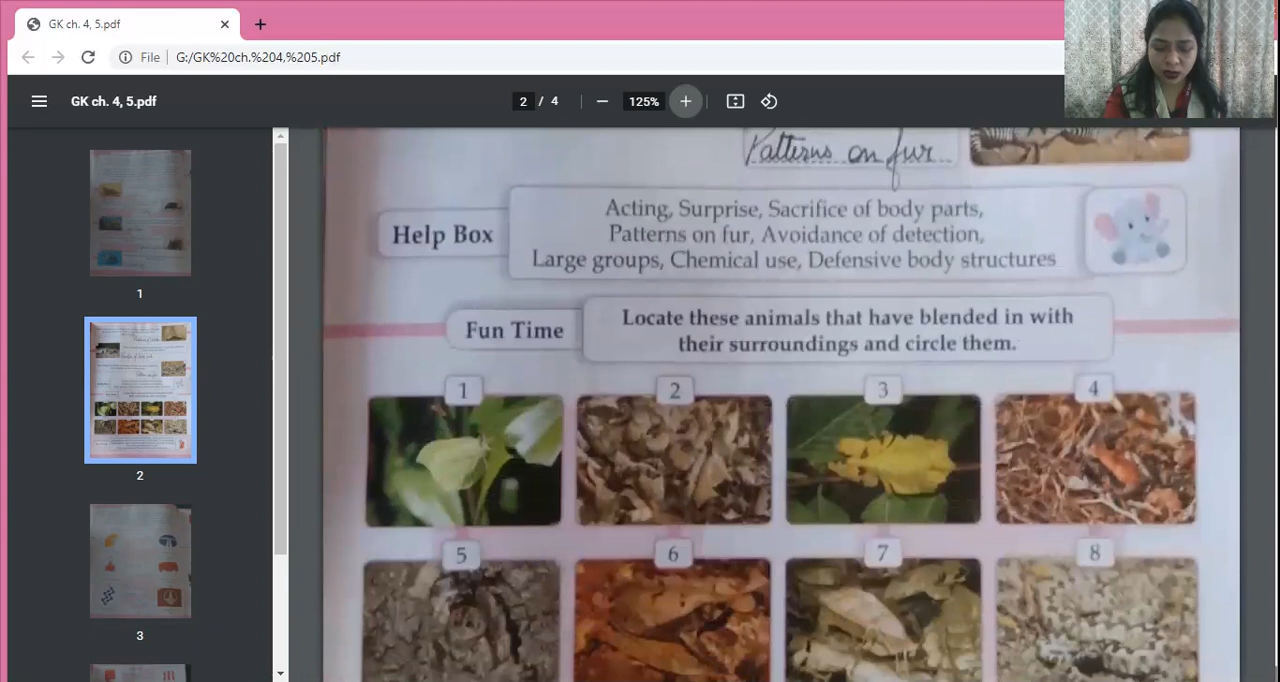 GK ch. 4, 5.pdf
File
G:/GK%20ch.%204,%205.pdf
GK ch. 4, 5.pdf
2 / 4
125%
Patterns on fur
Help Box
Acting, Surprise, Sacrifice of body parts,
Patterns on fur, Avoidance of detection,
Large groups, Chemical use, Defensive body structures
Fun Time
Locate these animals that have blended in with
their surroundings and circle them.
1
2
3
4
5
6
7
8
1
2
3